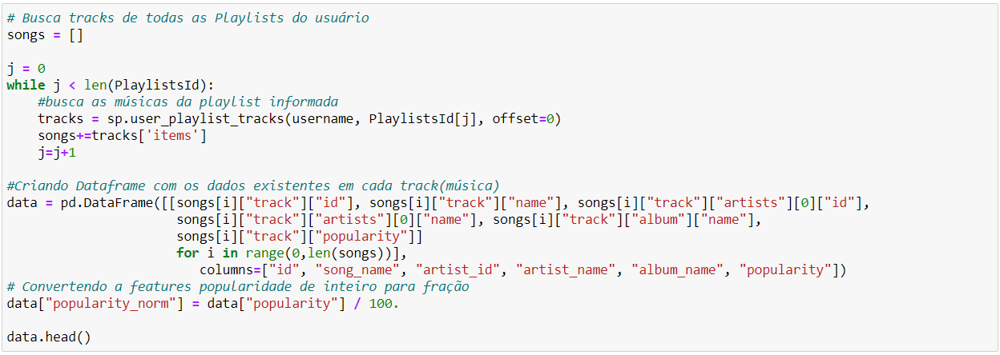 # Busca tracks de todas as Playlists do usuário
songs = []
j = 0
while j < len(PlaylistsId):
#busca as músicas da playlist informada
tracks = sp.user_playlist_tracks(username, PlaylistsId[j], offset=0)
songs+=tracks['items']
j=j+1
#Criando Dataframe com os dados existentes em cada track(música)
data = pd.DataFrame([[songs[i]["track"]["id"], songs[i]["track"]["name"], songs[i]["track"]["artists"][0]["id"],
songs[i]["track"]["artists"][0]["name"], songs[i]["track"]["album"]["name"],
songs[i]["track"]["popularity"]]
for i in range(0,len(songs))],
columns=["id", "song_name", "artist_id", "artist_name", "album_name", "popularity"])
# Convertendo a features popularidade de inteiro para fração
data["popularity_norm"] = data["popularity"] / 100.
data.head()